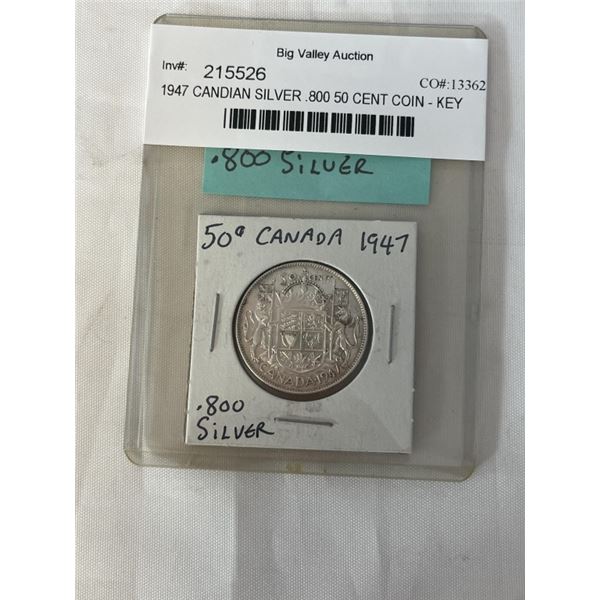 Big Valley Auction
Inv#: 215526 CO#:13362
1947 CANDIAN SILVER .800 50 CENT COIN - KEY
.800 SiLVER
50¢ CANADA 1947
CANADA 1947
.800
SiLVER